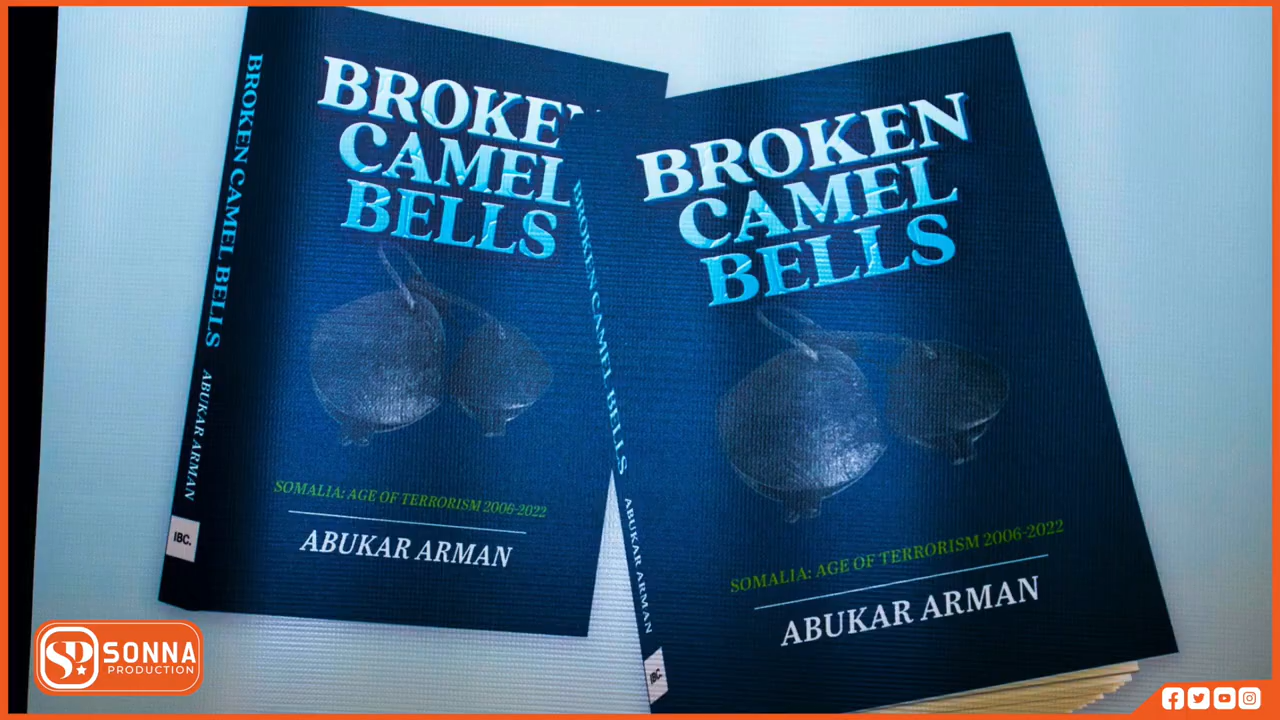 BROKEN CAMEL BELLS
ABUKAR ARMAN
IBC.
BROKEN
CAMEL
BELLS
SOMALIA: AGE OF TERRORISM 2006-2022
ABUKAR ARMAN
BROKEN CAMEL BELLS
ABUKAR ARMAN
IBC.
BROKEN
CAMEL
BELLS
SOMALIA: AGE OF TERRORISM 2006-2022
ABUKAR ARMAN
SP
SONNA
PRODUCTION